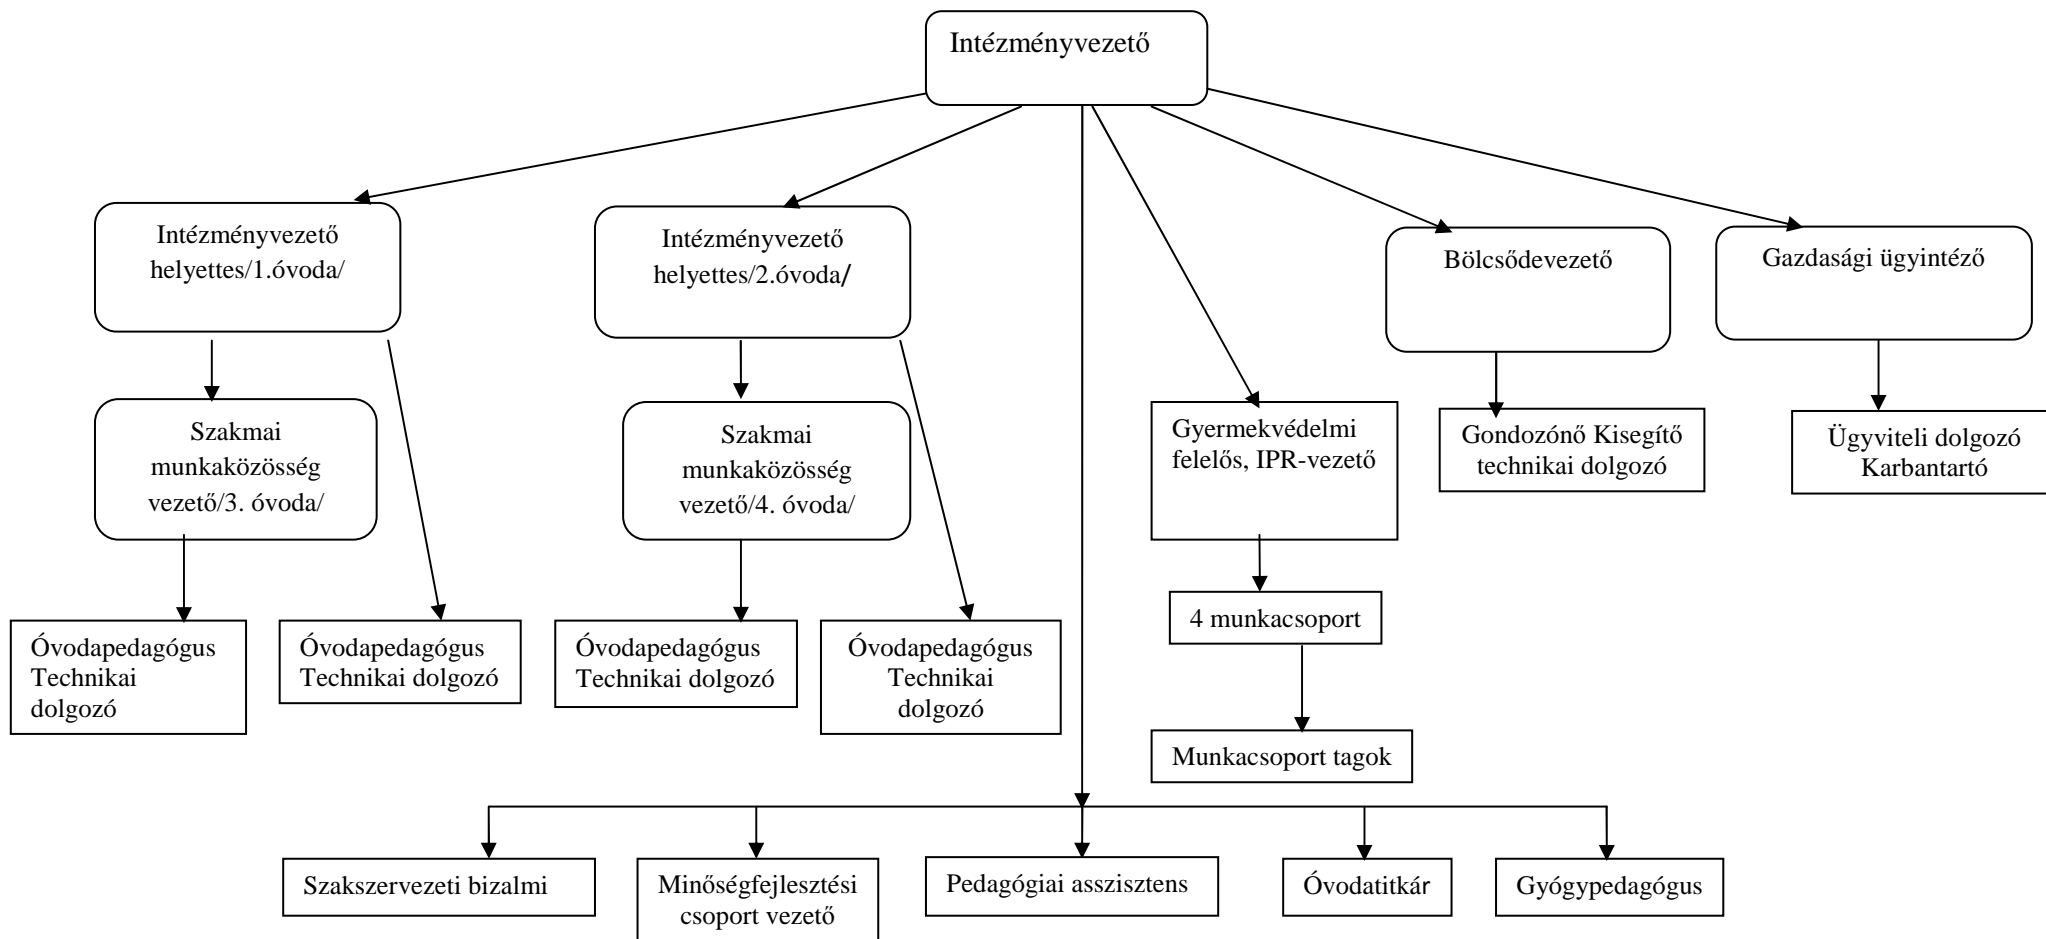 Intézményvezető
Intézményvezető
helyettes/1.óvoda/
Intézményvezető
helyettes/2.óvoda/
Bölcsődevezető
Gazdasági ügyintéző
Szakmai
munkaközösség
vezető/3. óvoda/
Szakmai
munkaközösség
vezető/4. óvoda/
Gyermekvédelmi
felelős, IPR-vezető
Gondozónő Kisegítő
technikai dolgozó
Ügyviteli dolgozó
Karbantartó
Óvodapedagógus
Technikai
dolgozó
Óvodapedagógus
Technikai dolgozó
Óvodapedagógus
Technikai dolgozó
Óvodapedagógus
Technikai
dolgozó
4 munkacsoport
Munkacsoport tagok
Szakszervezeti bizalmi
Minőségfejlesztési
csoport vezető
Pedagógiai asszisztens
Óvodatitkár
Gyógypedagógus